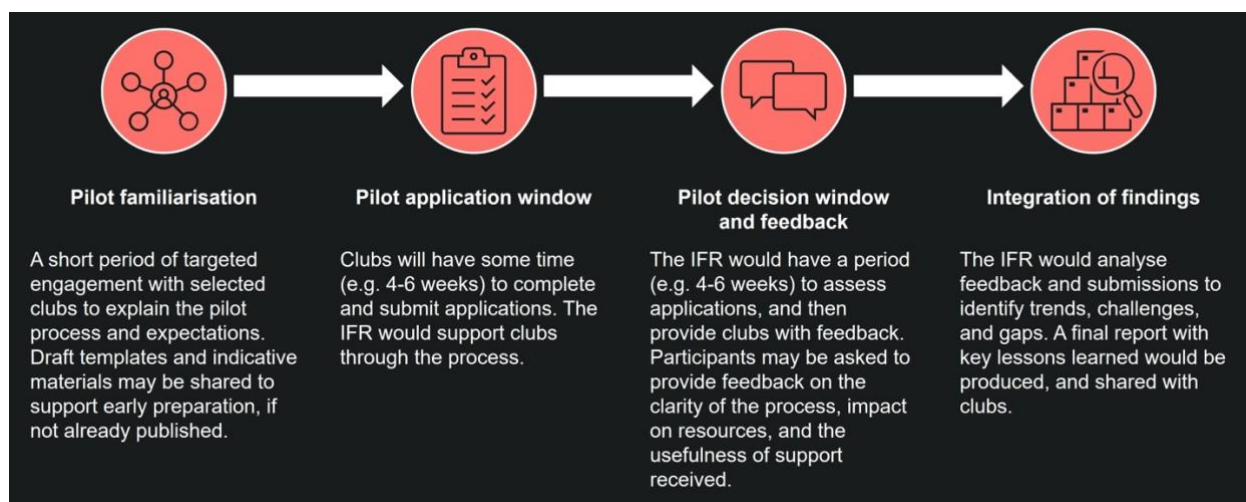 Pilot familiarisation
A short period of targeted
engagement with selected
clubs to explain the pilot
process and expectations.
Draft templates and indicative
materials may be shared to
support early preparation, if
not already published.
Pilot application window
Clubs will have some time
(e.g. 4-6 weeks) to complete
and submit applications. The
IFR would support clubs
through the process.
Pilot decision window
and feedback
The IFR would have a period
(e.g. 4-6 weeks) to assess
applications, and then
provide clubs with feedback.
Participants may be asked to
provide feedback on the
clarity of the process, impact
on resources, and the
usefulness of support
received.
Integration of findings
The IFR would analyse
feedback and submissions to
identify trends, challenges,
and gaps. A final report with
key lessons learned would be
produced, and shared with
clubs.